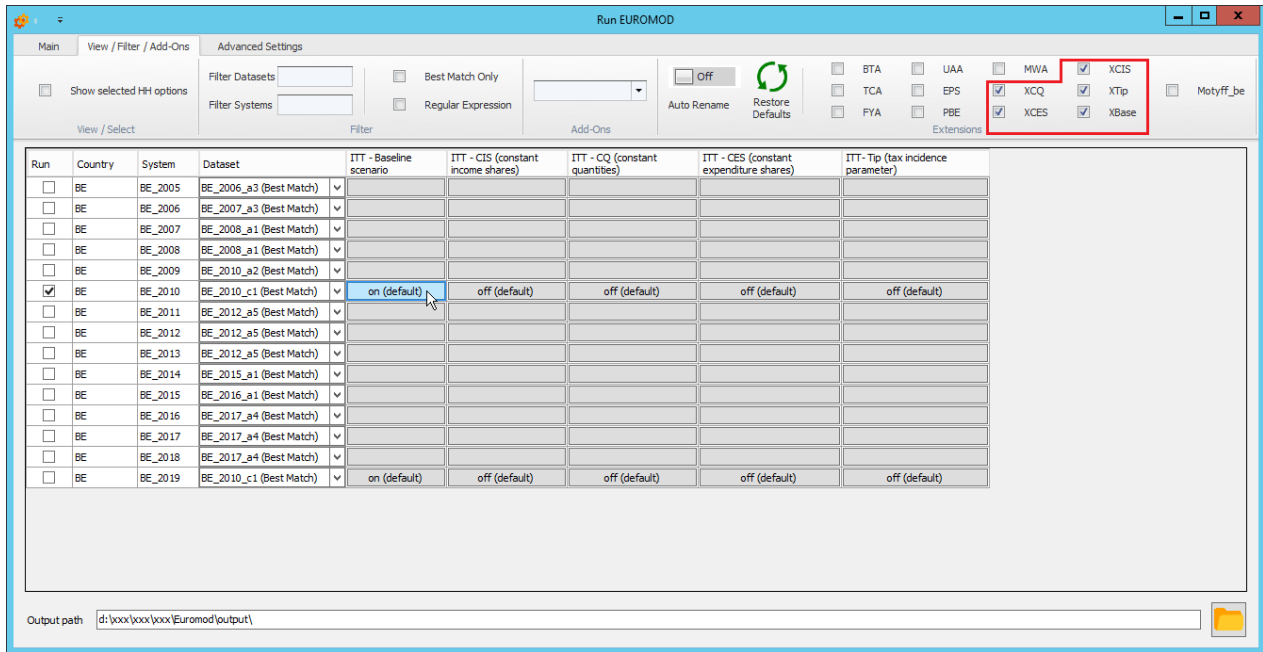 Run EUROMOD
Main View / Filter / Add-Ons Advanced Settings
Show selected HH options
View / Select
Filter Datasets
Filter Systems
Best Match Only
Regular Expression
Filter
Add-Ons
Off
Auto Rename
Restore
Defaults
BTA UAA MWA XCIS
TCA EPS XCQ XTip Motyff_be
FYA PBE XCES XBase
Extensions
Run Country System Dataset ITT - Baseline scenario ITT - CIS (constant income shares) ITT - CQ (constant quantities) ITT - CES (constant expenditure shares) ITT- Tip (tax incidence parameter)
BE BE_2005 BE_2006_a3 (Best Match)
BE BE_2006 BE_2007_a3 (Best Match)
BE BE_2007 BE_2008_a1 (Best Match)
BE BE_2008 BE_2008_a1 (Best Match)
BE BE_2009 BE_2010_a2 (Best Match)
BE BE_2010 BE_2010_c1 (Best Match) on (default) off (default) off (default) off (default) off (default)
BE BE_2011 BE_2012_a5 (Best Match)
BE BE_2012 BE_2012_a5 (Best Match)
BE BE_2013 BE_2012_a5 (Best Match)
BE BE_2014 BE_2015_a1 (Best Match)
BE BE_2015 BE_2016_a1 (Best Match)
BE BE_2016 BE_2017_a4 (Best Match)
BE BE_2017 BE_2017_a4 (Best Match)
BE BE_2018 BE_2017_a4 (Best Match)
BE BE_2019 BE_2010_c1 (Best Match) on (default) off (default) off (default) off (default) off (default)
Output path d:\xxx\xxx\xxx\Euromod\output\